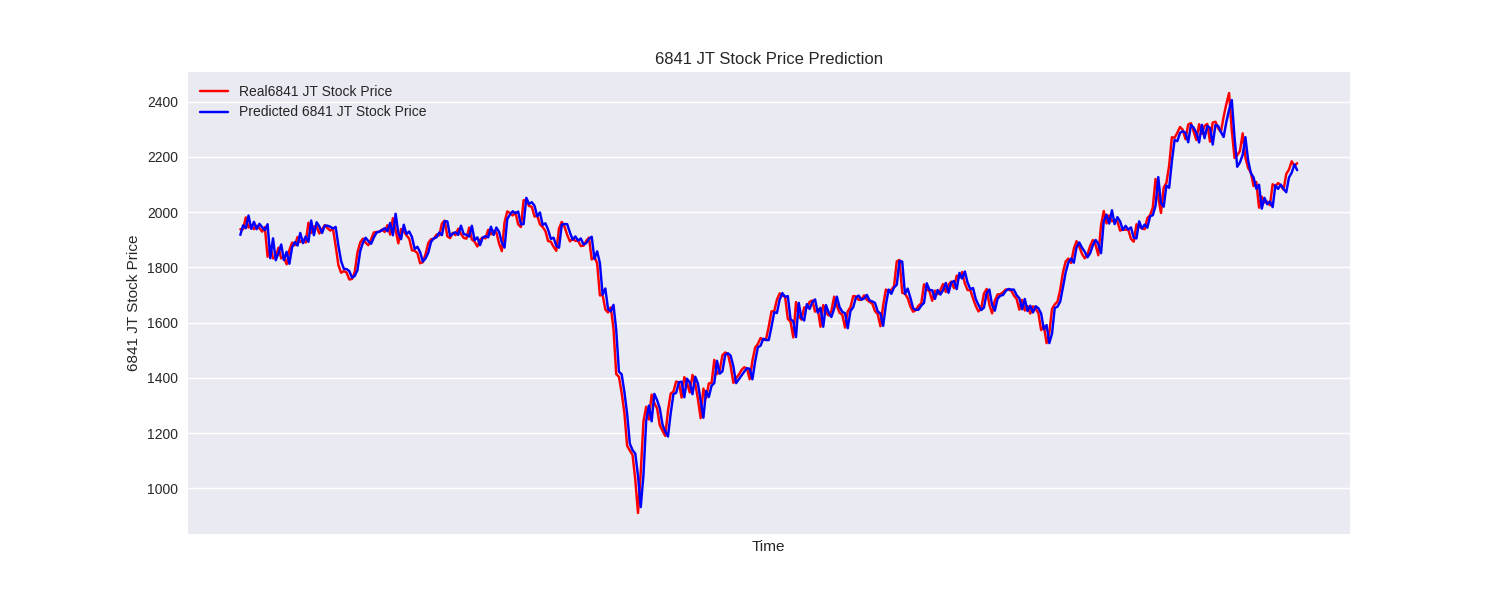 6841 JT Stock Price Prediction
Real6841 JT Stock Price
Predicted 6841 JT Stock Price
2400
2200
2000
1800
1600
1400
1200
1000
6841 JT Stock Price
Time